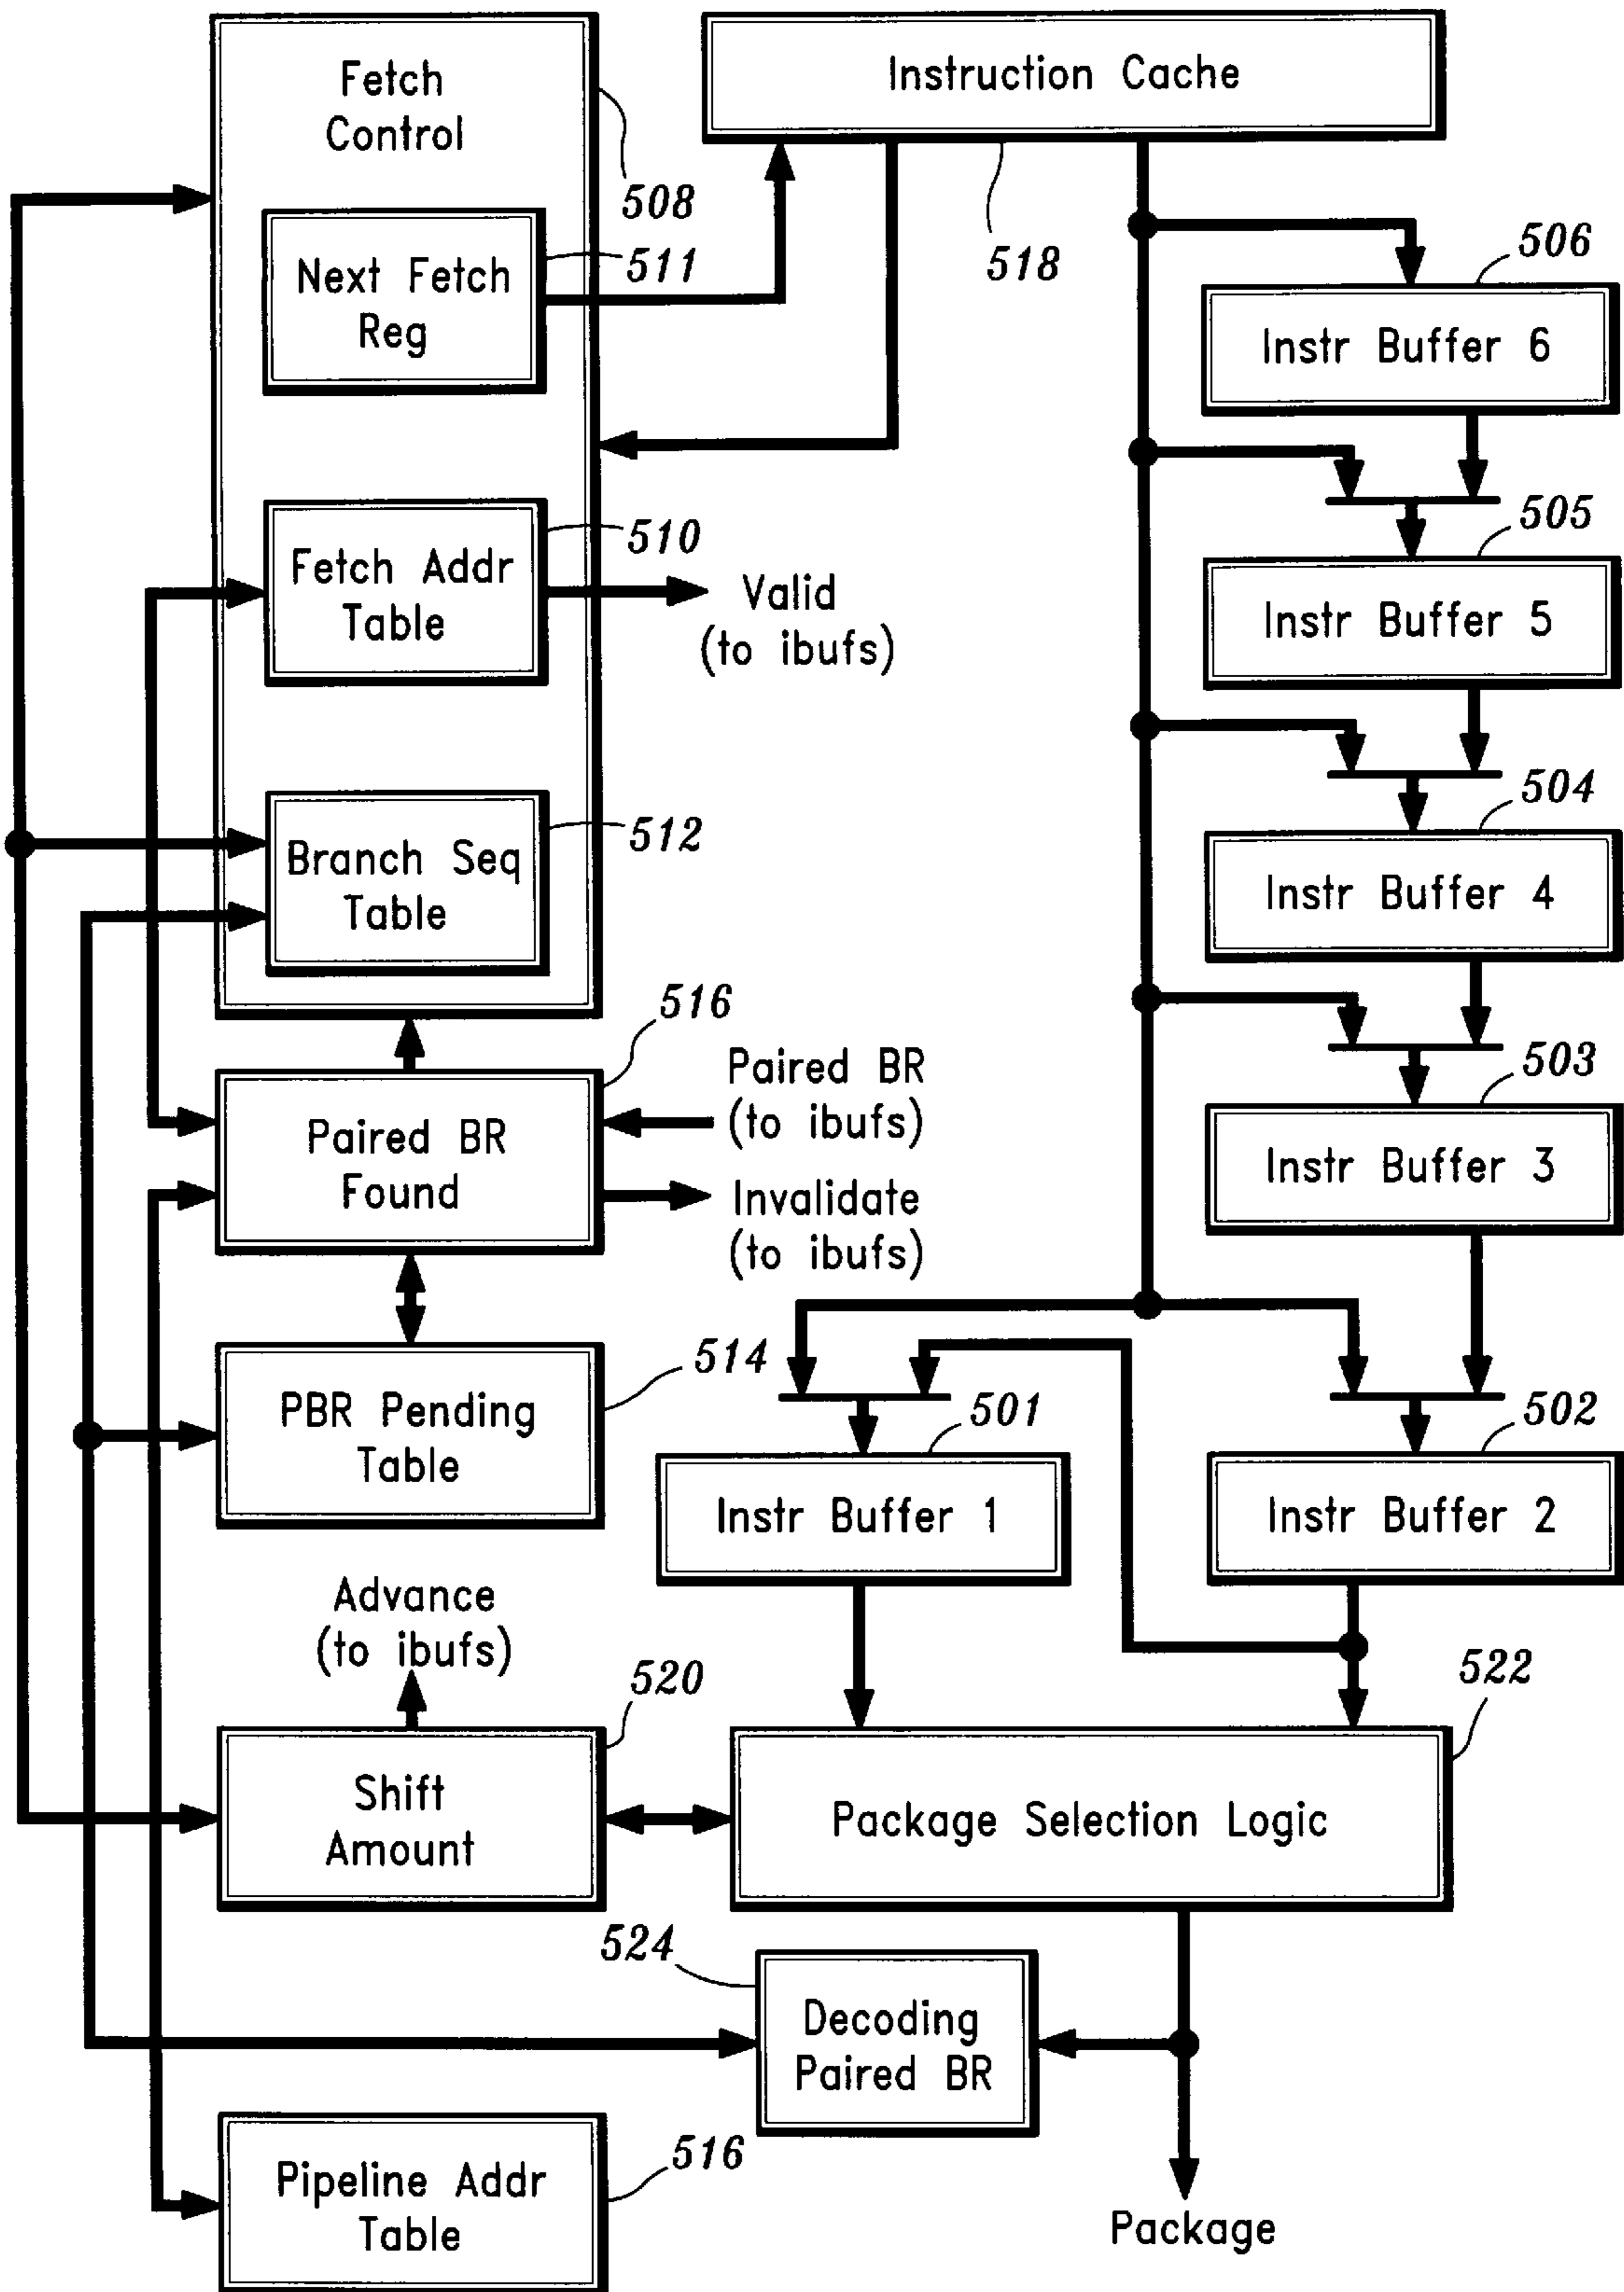 Fetch
Control
508
Next Fetch
Reg
511
Fetch Addr
Table
510
Valid
(to ibufs)
Branch Seq
Table
512
Instruction Cache
518
506
Instr Buffer 6
505
Instr Buffer 5
504
Instr Buffer 4
503
Instr Buffer 3
516
Paired BR
Found
Paired BR
(to ibufs)
Invalidate
(to ibufs)
514
PBR Pending
Table
501
Instr Buffer 1
502
Instr Buffer 2
Advance
(to ibufs)
520
Shift
Amount
522
Package Selection Logic
524
Decoding
Paired BR
516
Pipeline Addr
Table
Package